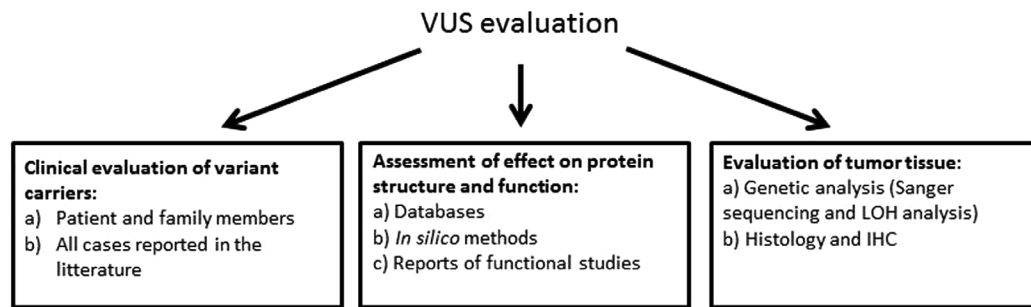 VUS evaluation
Clinical evaluation of variant
carriers:
a) Patient and family members
b) All cases reported in the
litterature
Assessment of effect on protein
structure and function:
a) Databases
b) In silico methods
c) Reports of functional studies
Evaluation of tumor tissue:
a) Genetic analysis (Sanger
sequencing and LOH analysis)
b) Histology and IHC